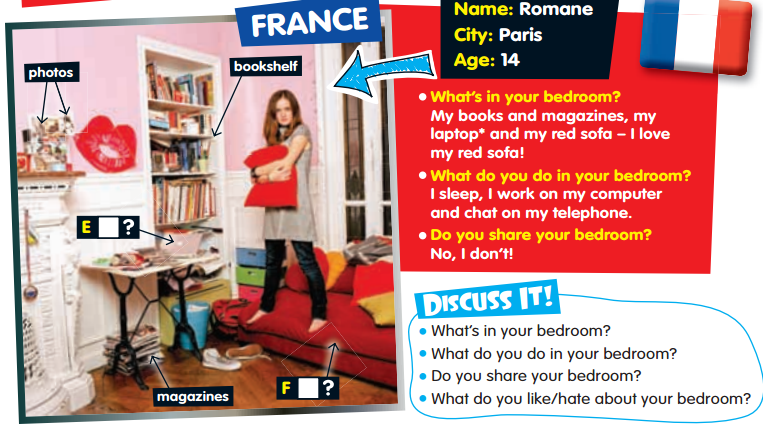 FRANCE
Name: Romane
City: Paris
Age: 14
photos
bookshelf
E ?
magazines
F ?
• What's in your bedroom?
My books and magazines, my
laptop* and my red sofa – I love
my red sofa!
• What do you do in your bedroom?
I sleep, I work on my computer
and chat on my telephone.
• Do you share your bedroom?
No, I don't!
DISCUSS IT!
• What's in your bedroom?
• What do you do in your bedroom?
• Do you share your bedroom?
• What do you like/hate about your bedroom?